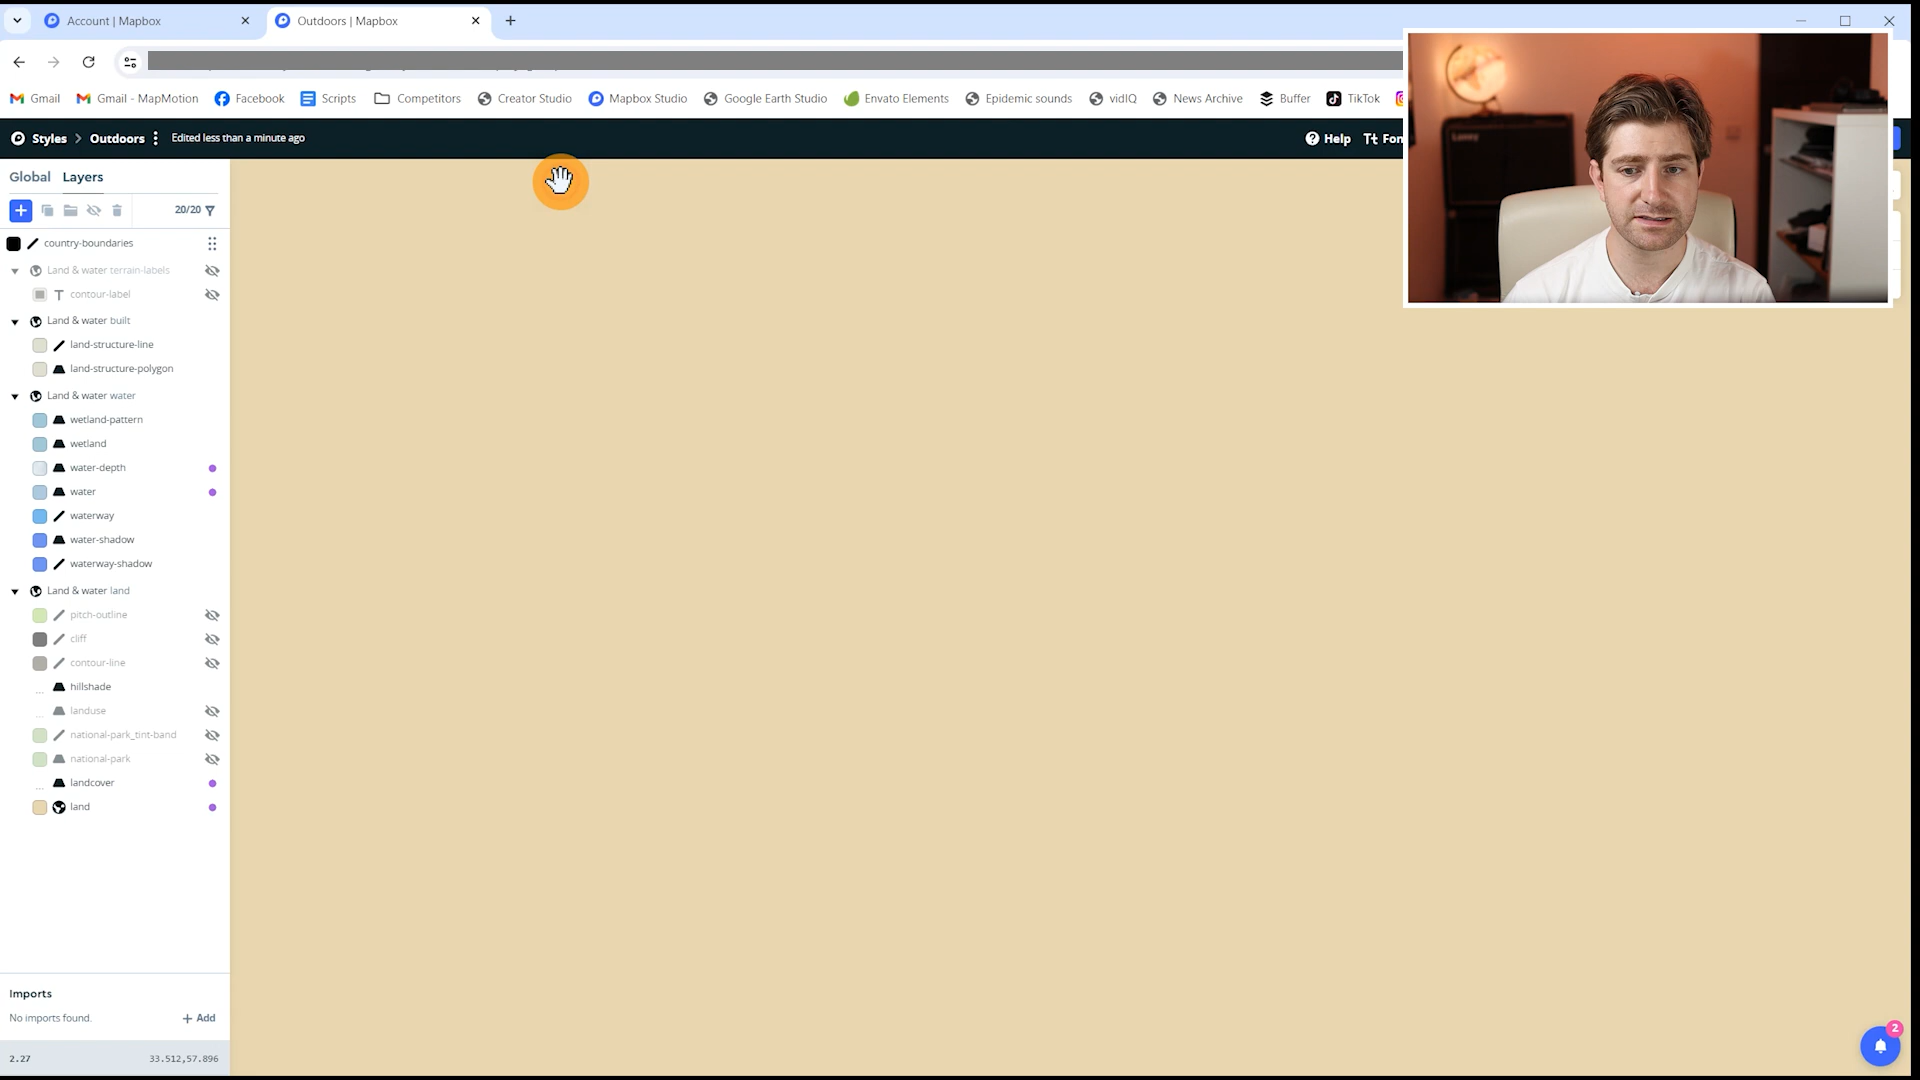 Account | Mapbox
Outdoors | Mapbox
Gmail
Gmail - MapMotion
Facebook
Scripts
Competitors
Creator Studio
Mapbox Studio
Google Earth Studio
Envato Elements
Epidemic sounds
vidIQ
News Archive
Buffer
TikTok
Styles > Outdoors
Edited less than a minute ago
Help
Tt Fon
Global Layers
20/20
country-boundaries
Land & water terrain-labels
contour-label
Land & water built
land-structure-line
land-structure-polygon
Land & water water
wetland-pattern
wetland
water-depth
water
waterway
water-shadow
waterway-shadow
Land & water land
pitch-outline
cliff
contour-line
hillshade
landuse
national-park_tint-band
national-park
landcover
land
Imports
No imports found.
+ Add
2.27
33.512,57.896
2